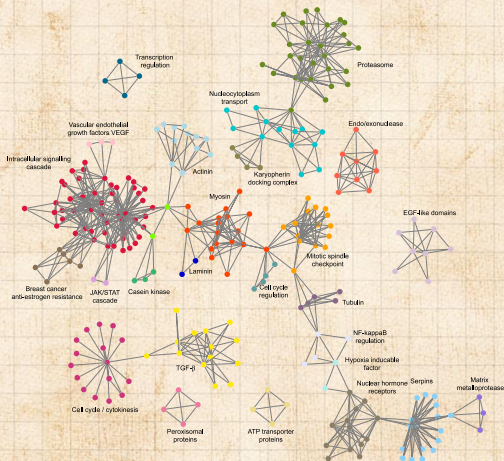 Proteasome
Transcription
regulation
Nucleocytoplasm
transport
Vascular endothelial
growth factors VEGF
Endo/exonuclease
Intracellular signalling
cascade
Actinin
Karyopherin
docking complex
Myosin
EGF-like domains
Mitotic spindle
checkpoint
Laminin
Breast cancer
anti-estrogen resistance
JAK/STAT
cascade
Casein kinase
Cell cycle
regulation
Tubulin
NF-kappaB
regulation
TGF-β
Hypoxia inducable
factor
Nuclear hormone
receptors
Serpins
Matrix
metalloprotease
Cell cycle / cytokinesis
Peroxisomal
proteins
ATP transporter
proteins